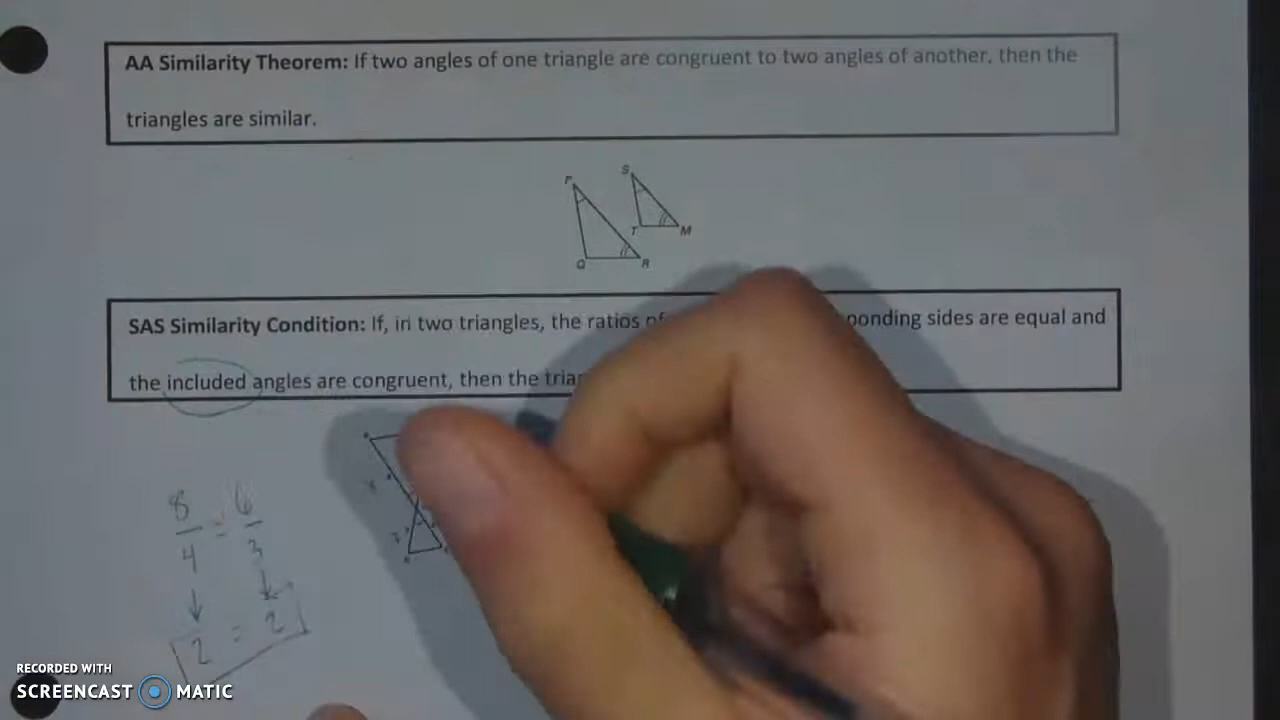 AA Similarity Theorem: If two angles of one triangle are congruent to two angles of another, then the
triangles are similar.
P S
T M
Q R
SAS Similarity Condition: If, in two triangles, the ratios of ponding sides are equal and
the included angles are congruent, then the trian
8 = 6
4 3
2 = 2
RECORDED WITH
SCREENCAST MATIC